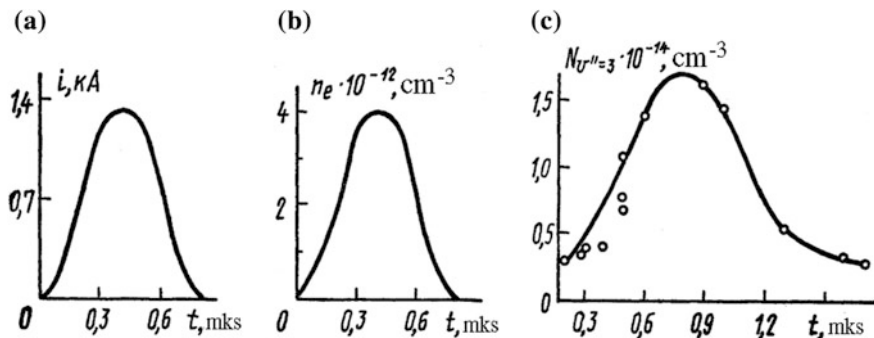 (a)
i, кА
1,4
0,7
0
0,3
0,6
t, mks
(b)
nₑ · 10⁻¹², cm⁻³
4
2
0
0,3
0,6
t, mks
(c)
N_{υ''=3} · 10⁻¹⁴, cm⁻³
1,5
1,0
0,5
0
0,3
0,6
0,9
1,2
t, mks